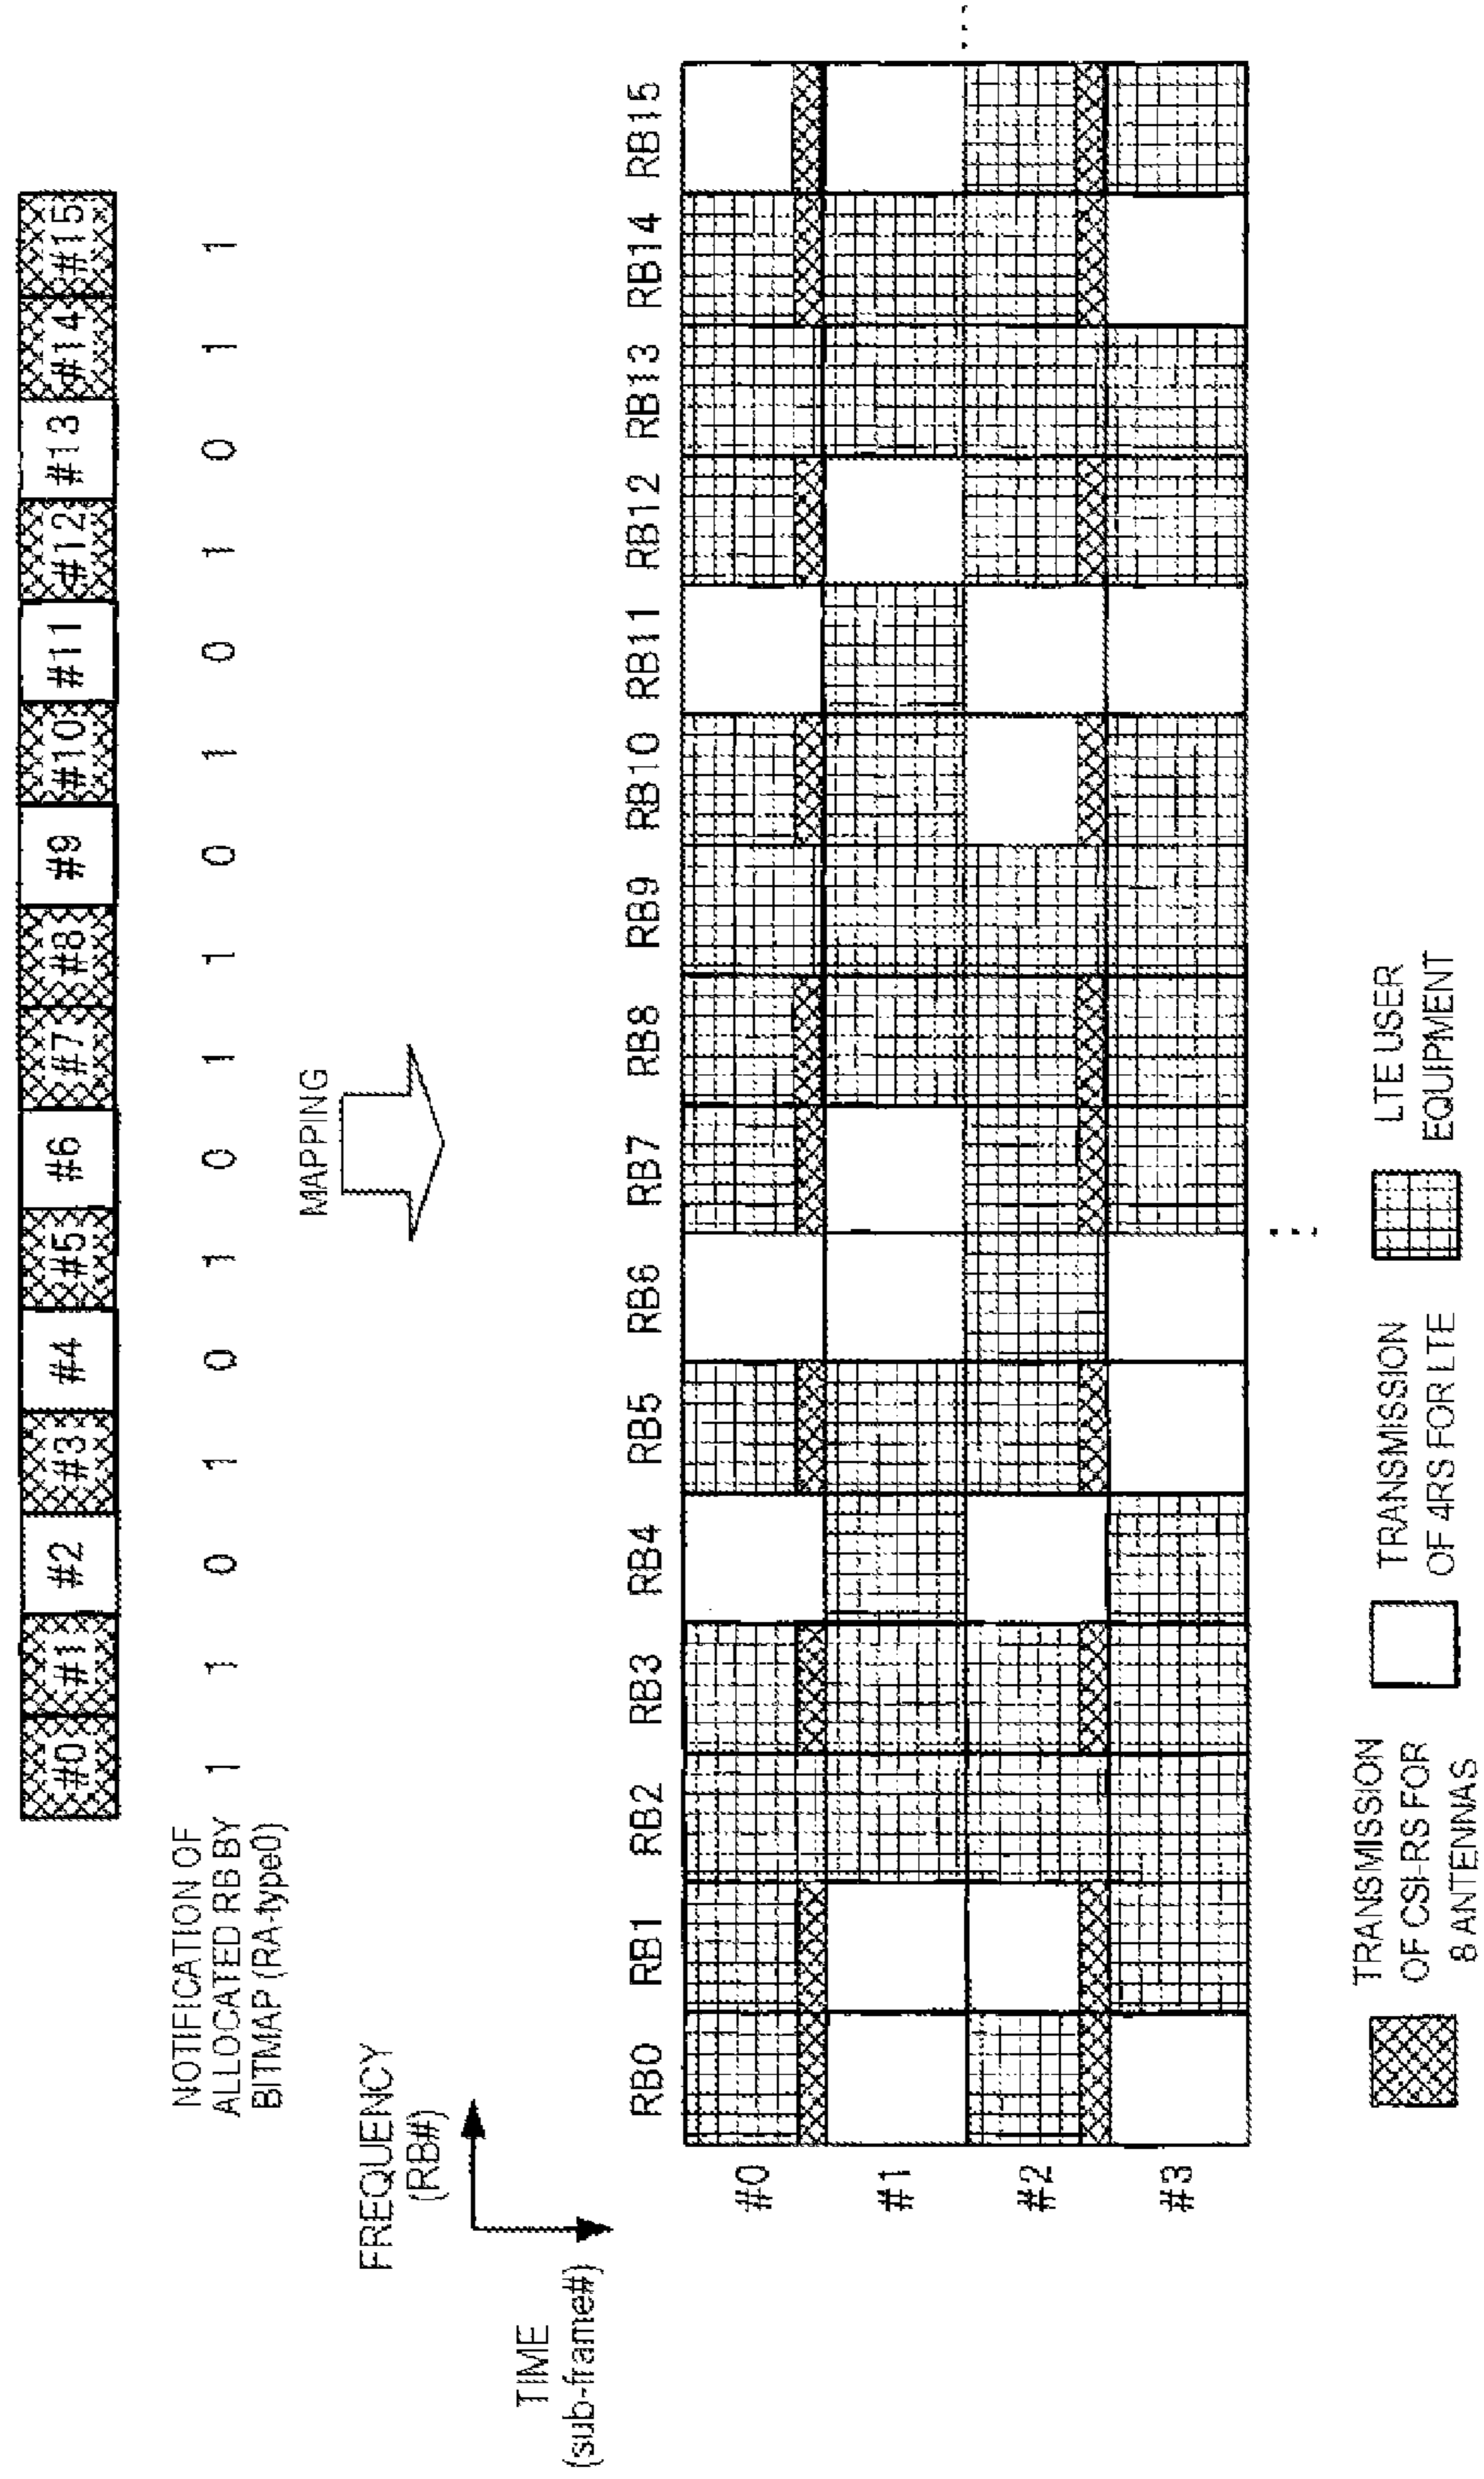 #0 #1 #2 #3 #4 #5 #6 #7 #8 #9 #10 #11 #12 #13 #14 #15
NOTIFICATION OF
ALLOCATED RB BY
BITMAP (RA-type0)
1 1 0 1 0 1 0 1 1 0 1 0 1 0 1 1
MAPPING
FREQUENCY
(RB#)
TIME
(sub-frame#)
RB0 RB1 RB2 RB3 RB4 RB5 RB6 RB7 RB8 RB9 RB10 RB11 RB12 RB13 RB14 RB15
#0
...
#1
#2
#3
...
TRANSMISSION
OF CSI-RS FOR
8 ANTENNAS
TRANSMISSION
OF 4RS FOR LTE
LTE USER
EQUIPMENT